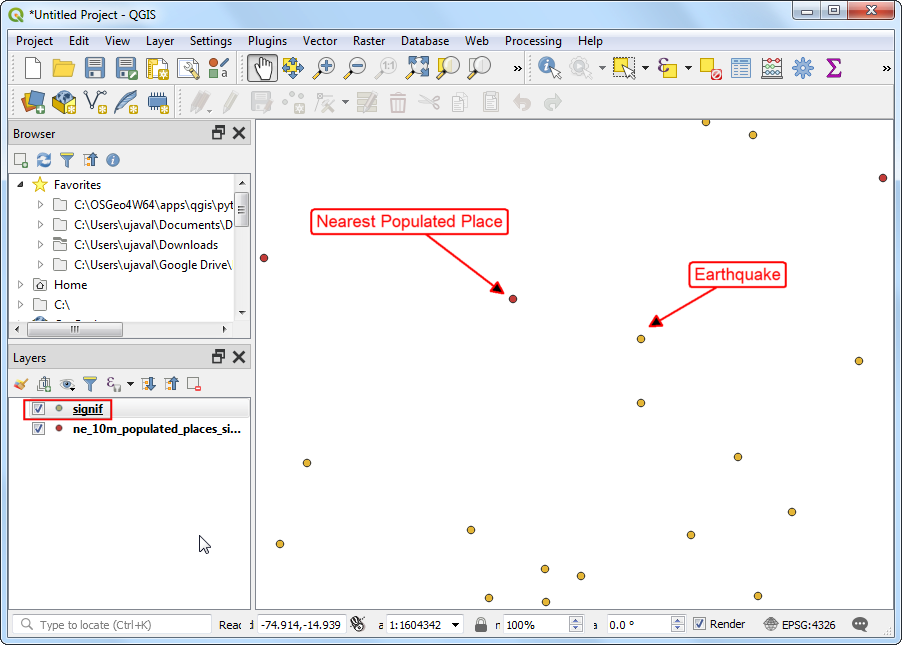 *Untitled Project - QGIS
Project Edit View Layer Settings Plugins Vector Raster Database Web Processing Help
» »
Browser
Favorites
C:\OSGeo4W64\apps\qgis\pyt
C:\Users\ujaval\Documents\D
C:\Users\ujaval\Downloads
C:\Users\ujaval\Google Drive\
Home
C:\
Nearest Populated Place
Earthquake
Layers
signif
ne_10m_populated_places_si...
Type to locate (Ctrl+K) Read -74.914,-14.939 a 1:1604342 100% a 0.0 ° Render EPSG:4326